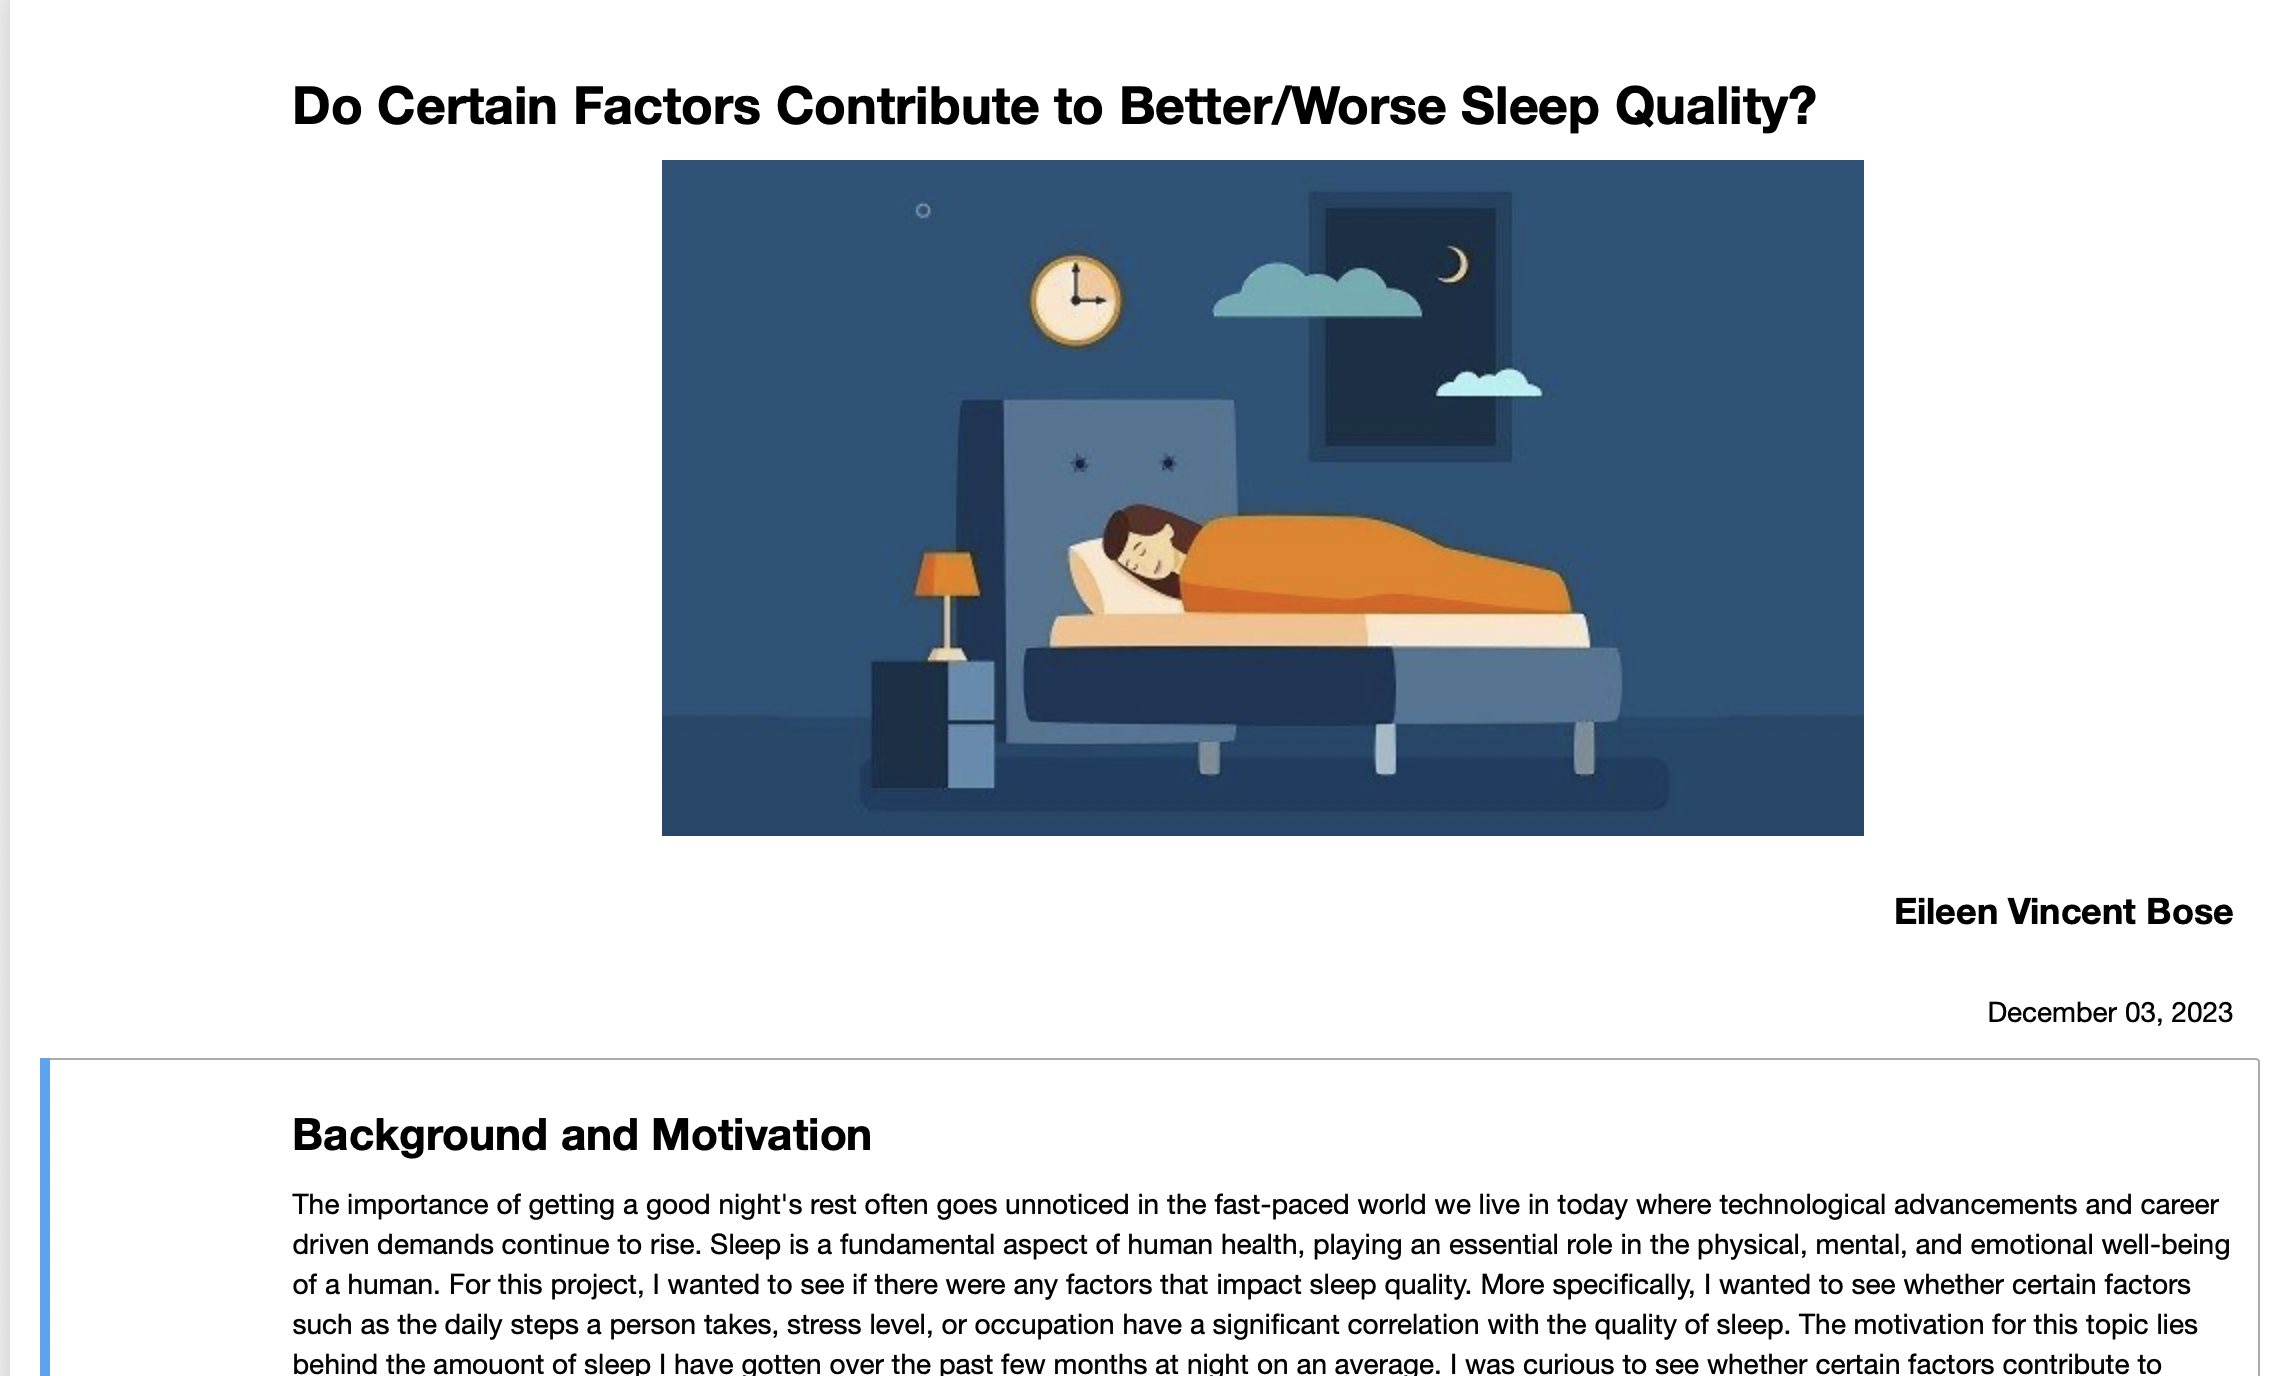 Do Certain Factors Contribute to Better/Worse Sleep Quality?
Eileen Vincent Bose
December 03, 2023
Background and Motivation
The importance of getting a good night's rest often goes unnoticed in the fast-paced world we live in today where technological advancements and career
driven demands continue to rise. Sleep is a fundamental aspect of human health, playing an essential role in the physical, mental, and emotional well-being
of a human. For this project, I wanted to see if there were any factors that impact sleep quality. More specifically, I wanted to see whether certain factors
such as the daily steps a person takes, stress level, or occupation have a significant correlation with the quality of sleep. The motivation for this topic lies
behind the amouont of sleep I have gotten over the past few months at night on an average. I was curious to see whether certain factors contribute to